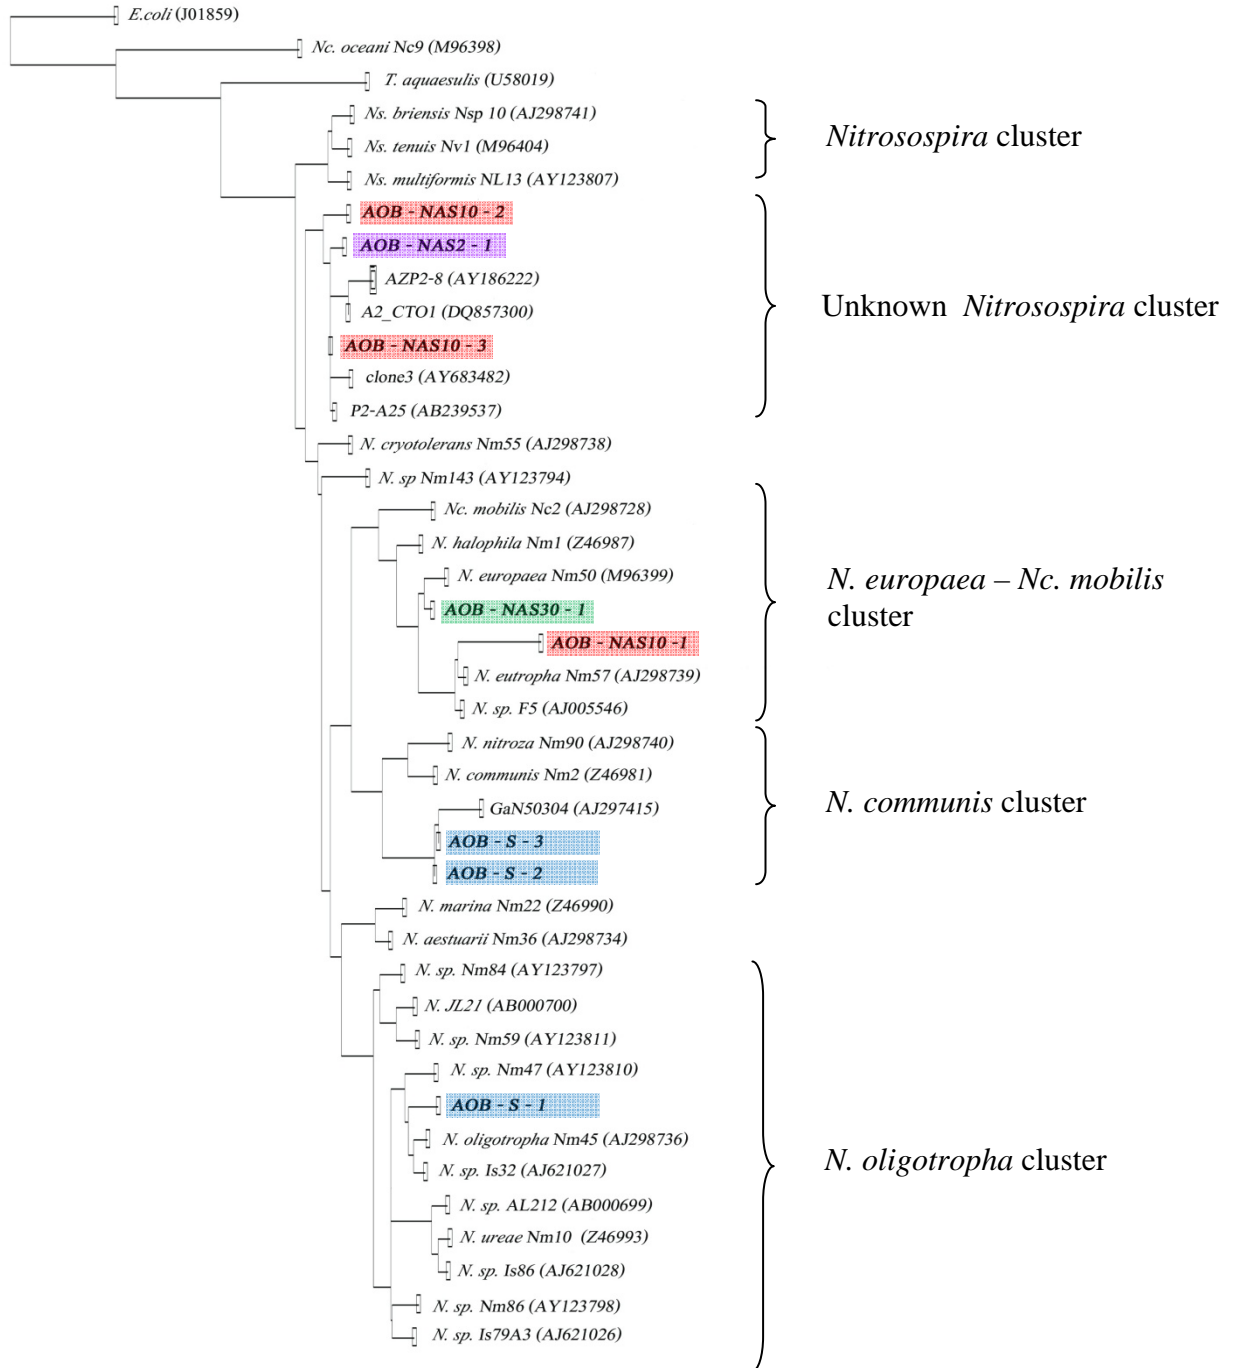 E.coli (J01859)
Nc. oceani Nc9 (M96398)
T. aquaesulis (U58019)
Ns. briensis Nsp 10 (AJ298741)
Ns. tenuis Nv1 (M96404)
Nitrosospira cluster
Ns. multiformis NL13 (AY123807)
AOB - NAS10 - 2
AOB - NAS2 - 1
AZP2-8 (AY186222)
A2_CTO1 (DQ857300)
Unknown Nitrosospira cluster
AOB - NAS10 - 3
clone3 (AY683482)
P2-A25 (AB239537)
N. cryotolerans Nm55 (AJ298738)
N. sp Nm143 (AY123794)
Nc. mobilis Nc2 (AJ298728)
N. halophila Nm1 (Z46987)
N. europaea Nm50 (M96399)
N. europaea – Nc. mobilis
cluster
AOB - NAS30 - 1
AOB - NAS10 -1
N. eutropha Nm57 (AJ298739)
N. sp. F5 (AJ005546)
N. nitroza Nm90 (AJ298740)
N. communis Nm2 (Z46981)
N. communis cluster
GaN50304 (AJ297415)
AOB - S - 3
AOB - S - 2
N. marina Nm22 (Z46990)
N. aestuarii Nm36 (AJ298734)
N. sp. Nm84 (AY123797)
N. JL21 (AB000700)
N. sp. Nm59 (AY123811)
N. sp. Nm47 (AY123810)
AOB - S - 1
N. oligotropha Nm45 (AJ298736)
N. oligotropha cluster
N. sp. Is32 (AJ621027)
N. sp. AL212 (AB000699)
N. ureae Nm10 (Z46993)
N. sp. Is86 (AJ621028)
N. sp. Nm86 (AY123798)
N. sp. Is79A3 (AJ621026)